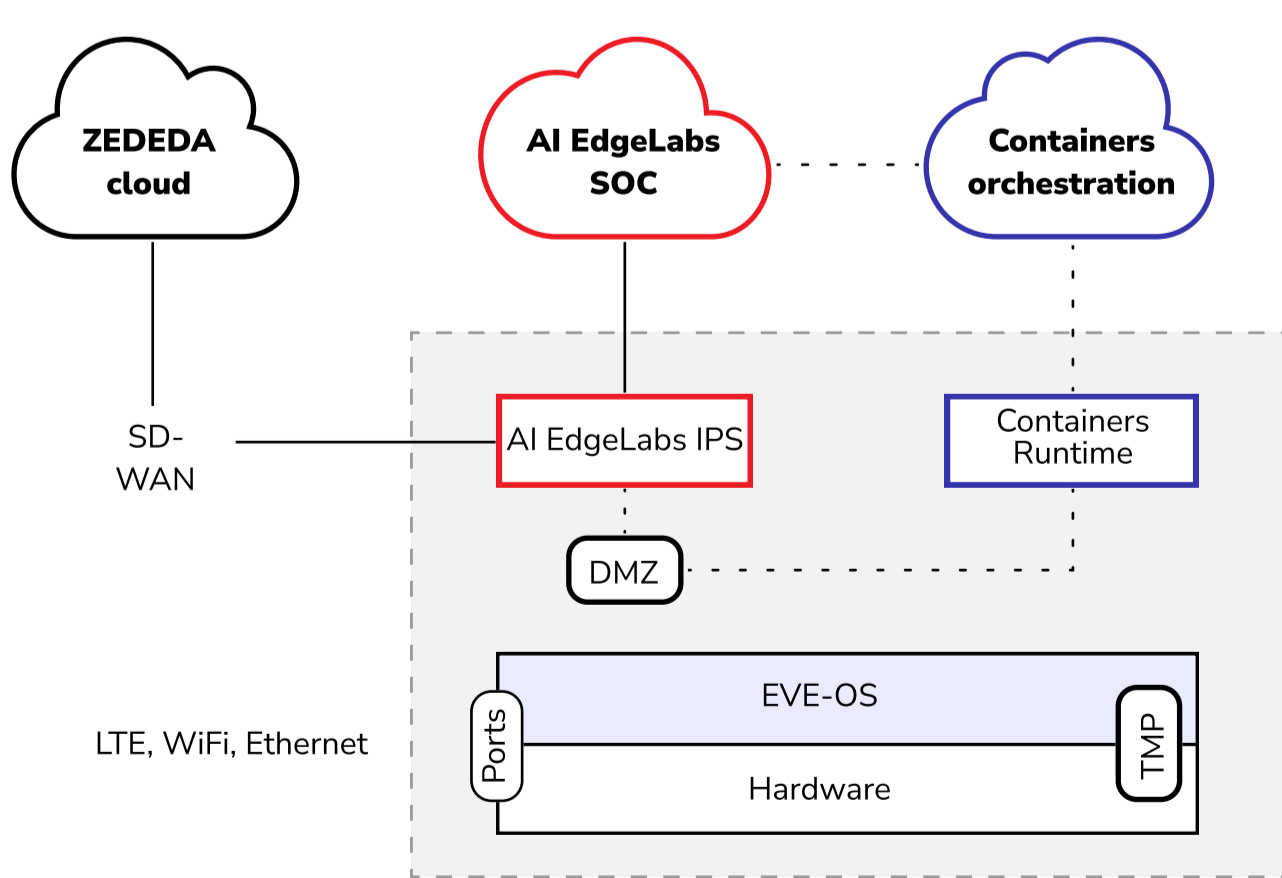 ZEDEDA
cloud
AI EdgeLabs
SOC
Containers
orchestration
SD-
WAN
AI EdgeLabs IPS
Containers
Runtime
DMZ
EVE-OS
Ports
TMP
LTE, WiFi, Ethernet
Hardware